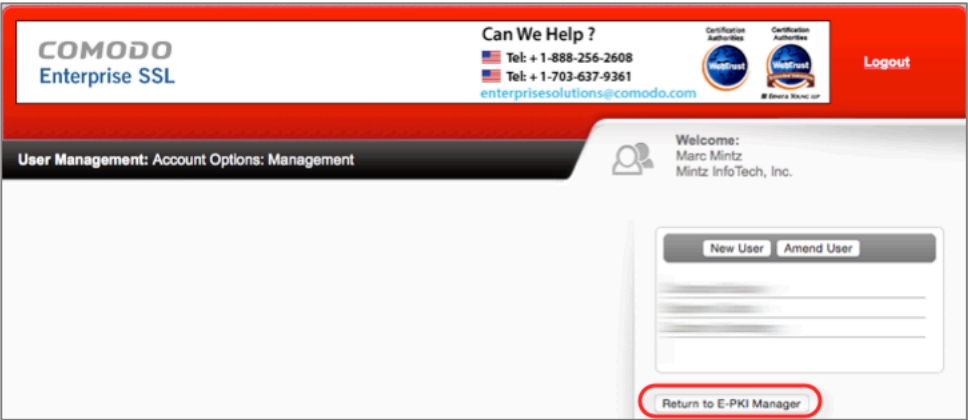 COMODO
Enterprise SSL
Can We Help ?
Tel: + 1-888-256-2608
Tel: + 1-703-637-9361
enterprisesolutions@comodo.com
Certification
Authorities
WebTrust
Certification
Authorities
WebTrust
Logout
User Management: Account Options: Management
Welcome:
Marc Mintz
Mintz InfoTech, Inc.
New User
Amend User
Return to E-PKI Manager